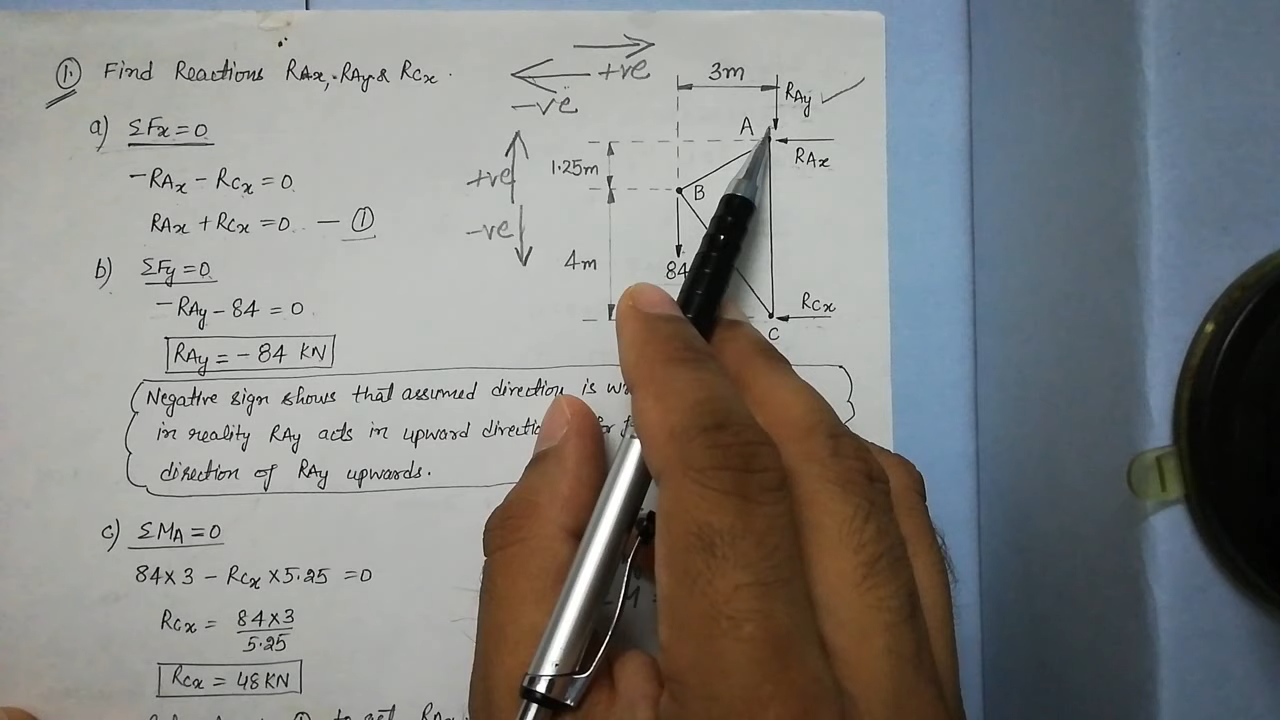 ① Find Reactions RAx, RAy & RCx.
a) ΣFx = 0
-RAx - RCx = 0
RAx + RCx = 0 — ①
b) ΣFy = 0
-RAy - 84 = 0
RAy = -84 KN
Negative sign shows that assumed direction is
in reality RAy acts in upward
direction of RAy upwards.
c) ΣMA = 0
84×3 - RCx × 5.25 = 0
RCx = 84×3
5.25
RCx = 48 KN
+ve
-ve
+ve
-ve
3m
RAy
A
RAx
1.25m
B
4m
84
RCx
C